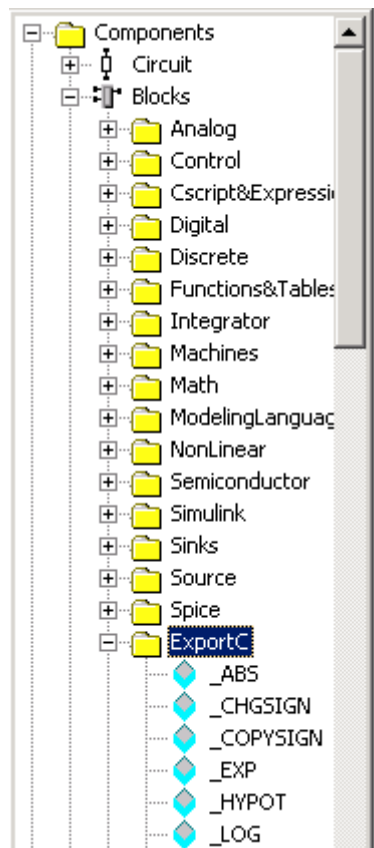 Components
Circuit
Blocks
Analog
Control
Cscript&Expressi
Digital
Discrete
Functions&Tables
Integrator
Machines
Math
ModelingLanguag
NonLinear
Semiconductor
Simulink
Sinks
Source
Spice
ExportC
_ABS
_CHGSIGN
_COPYSIGN
_EXP
_HYPOT
_LOG